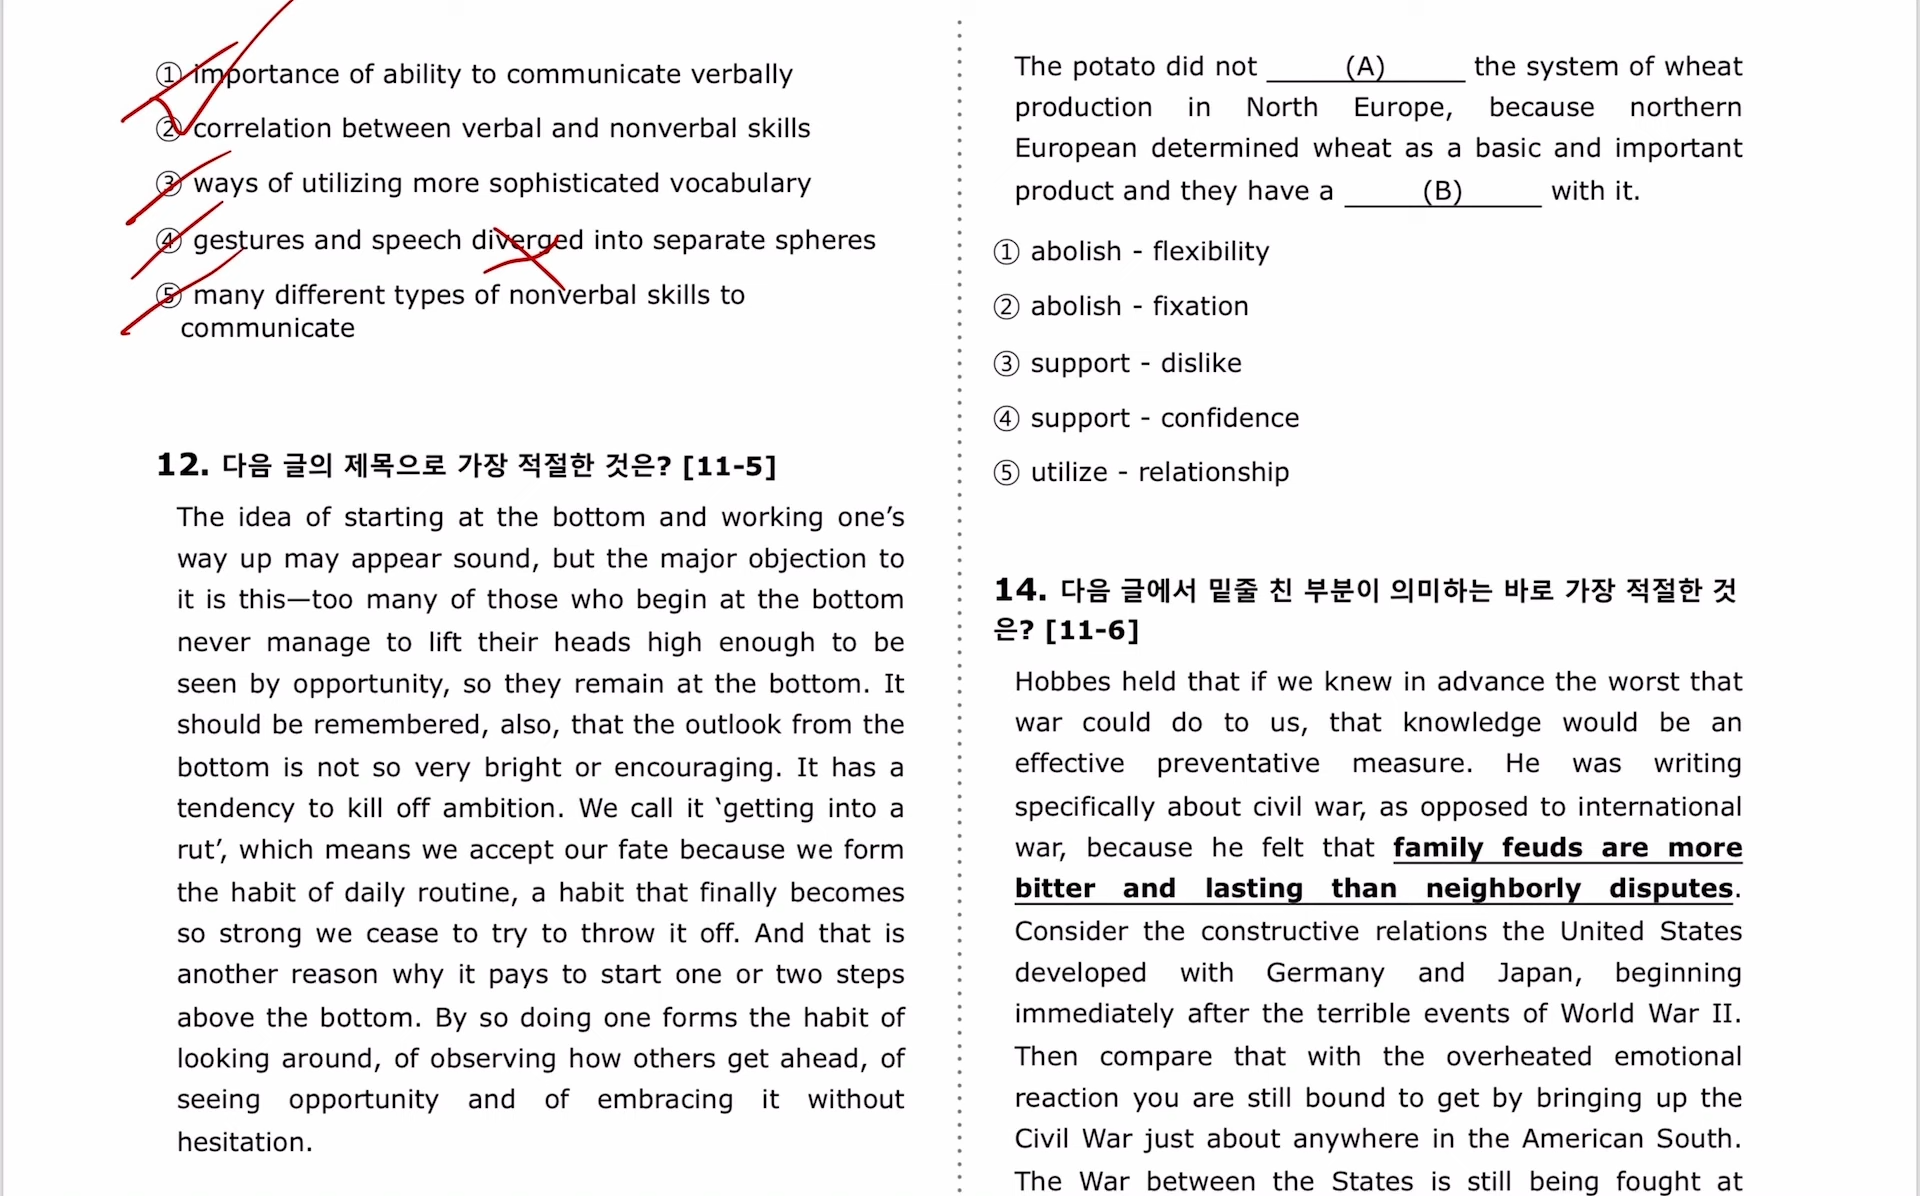 ① importance of ability to communicate verbally
② correlation between verbal and nonverbal skills
③ ways of utilizing more sophisticated vocabulary
④ gestures and speech diverged into separate spheres
⑤ many different types of nonverbal skills to
communicate
12. 다음 글의 제목으로 가장 적절한 것은? [11-5]
The idea of starting at the bottom and working one’s
way up may appear sound, but the major objection to
it is this—too many of those who begin at the bottom
never manage to lift their heads high enough to be
seen by opportunity, so they remain at the bottom. It
should be remembered, also, that the outlook from the
bottom is not so very bright or encouraging. It has a
tendency to kill off ambition. We call it ‘getting into a
rut’, which means we accept our fate because we form
the habit of daily routine, a habit that finally becomes
so strong we cease to try to throw it off. And that is
another reason why it pays to start one or two steps
above the bottom. By so doing one forms the habit of
looking around, of observing how others get ahead, of
seeing opportunity and of embracing it without
hesitation.
The potato did not (A) the system of wheat
production in North Europe, because northern
European determined wheat as a basic and important
product and they have a (B) with it.
① abolish - flexibility
② abolish - fixation
③ support - dislike
④ support - confidence
⑤ utilize - relationship
14. 다음 글에서 밑줄 친 부분이 의미하는 바로 가장 적절한 것
은? [11-6]
Hobbes held that if we knew in advance the worst that
war could do to us, that knowledge would be an
effective preventative measure. He was writing
specifically about civil war, as opposed to international
war, because he felt that family feuds are more
bitter and lasting than neighborly disputes.
Consider the constructive relations the United States
developed with Germany and Japan, beginning
immediately after the terrible events of World War II.
Then compare that with the overheated emotional
reaction you are still bound to get by bringing up the
Civil War just about anywhere in the American South.
The War between the States is still being fought at